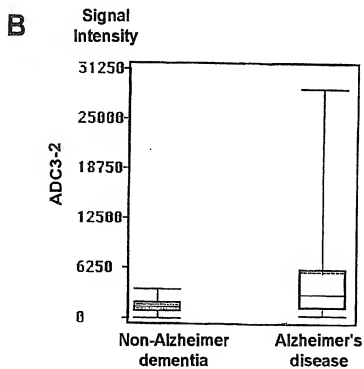 B
Signal
Intensity
31250
25000
18750
12500
6250
0
ADC3-2
Non-Alzheimer
dementia
Alzheimer's
disease